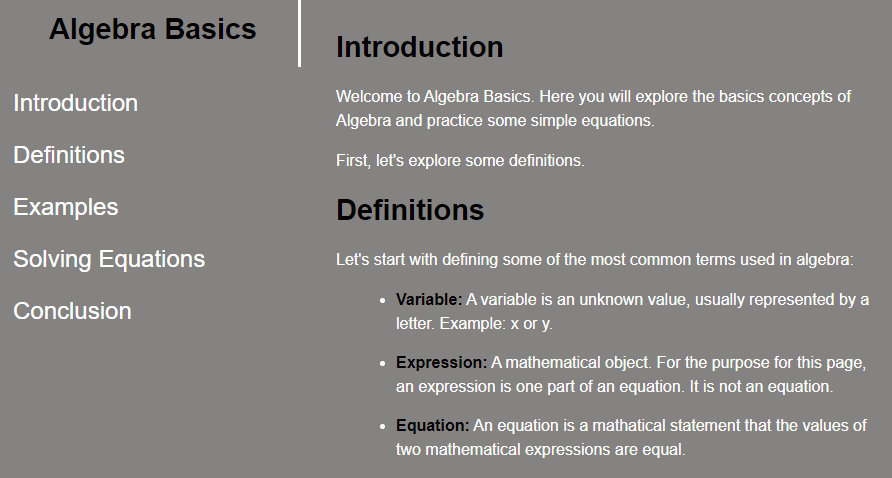 Algebra Basics
Introduction
Definitions
Examples
Solving Equations
Conclusion
Introduction
Welcome to Algebra Basics. Here you will explore the basics concepts of
Algebra and practice some simple equations.
First, let's explore some definitions.
Definitions
Let's start with defining some of the most common terms used in algebra:
• Variable: A variable is an unknown value, usually represented by a
letter. Example: x or y.
• Expression: A mathematical object. For the purpose for this page,
an expression is one part of an equation. It is not an equation.
• Equation: An equation is a mathatical statement that the values of
two mathematical expressions are equal.